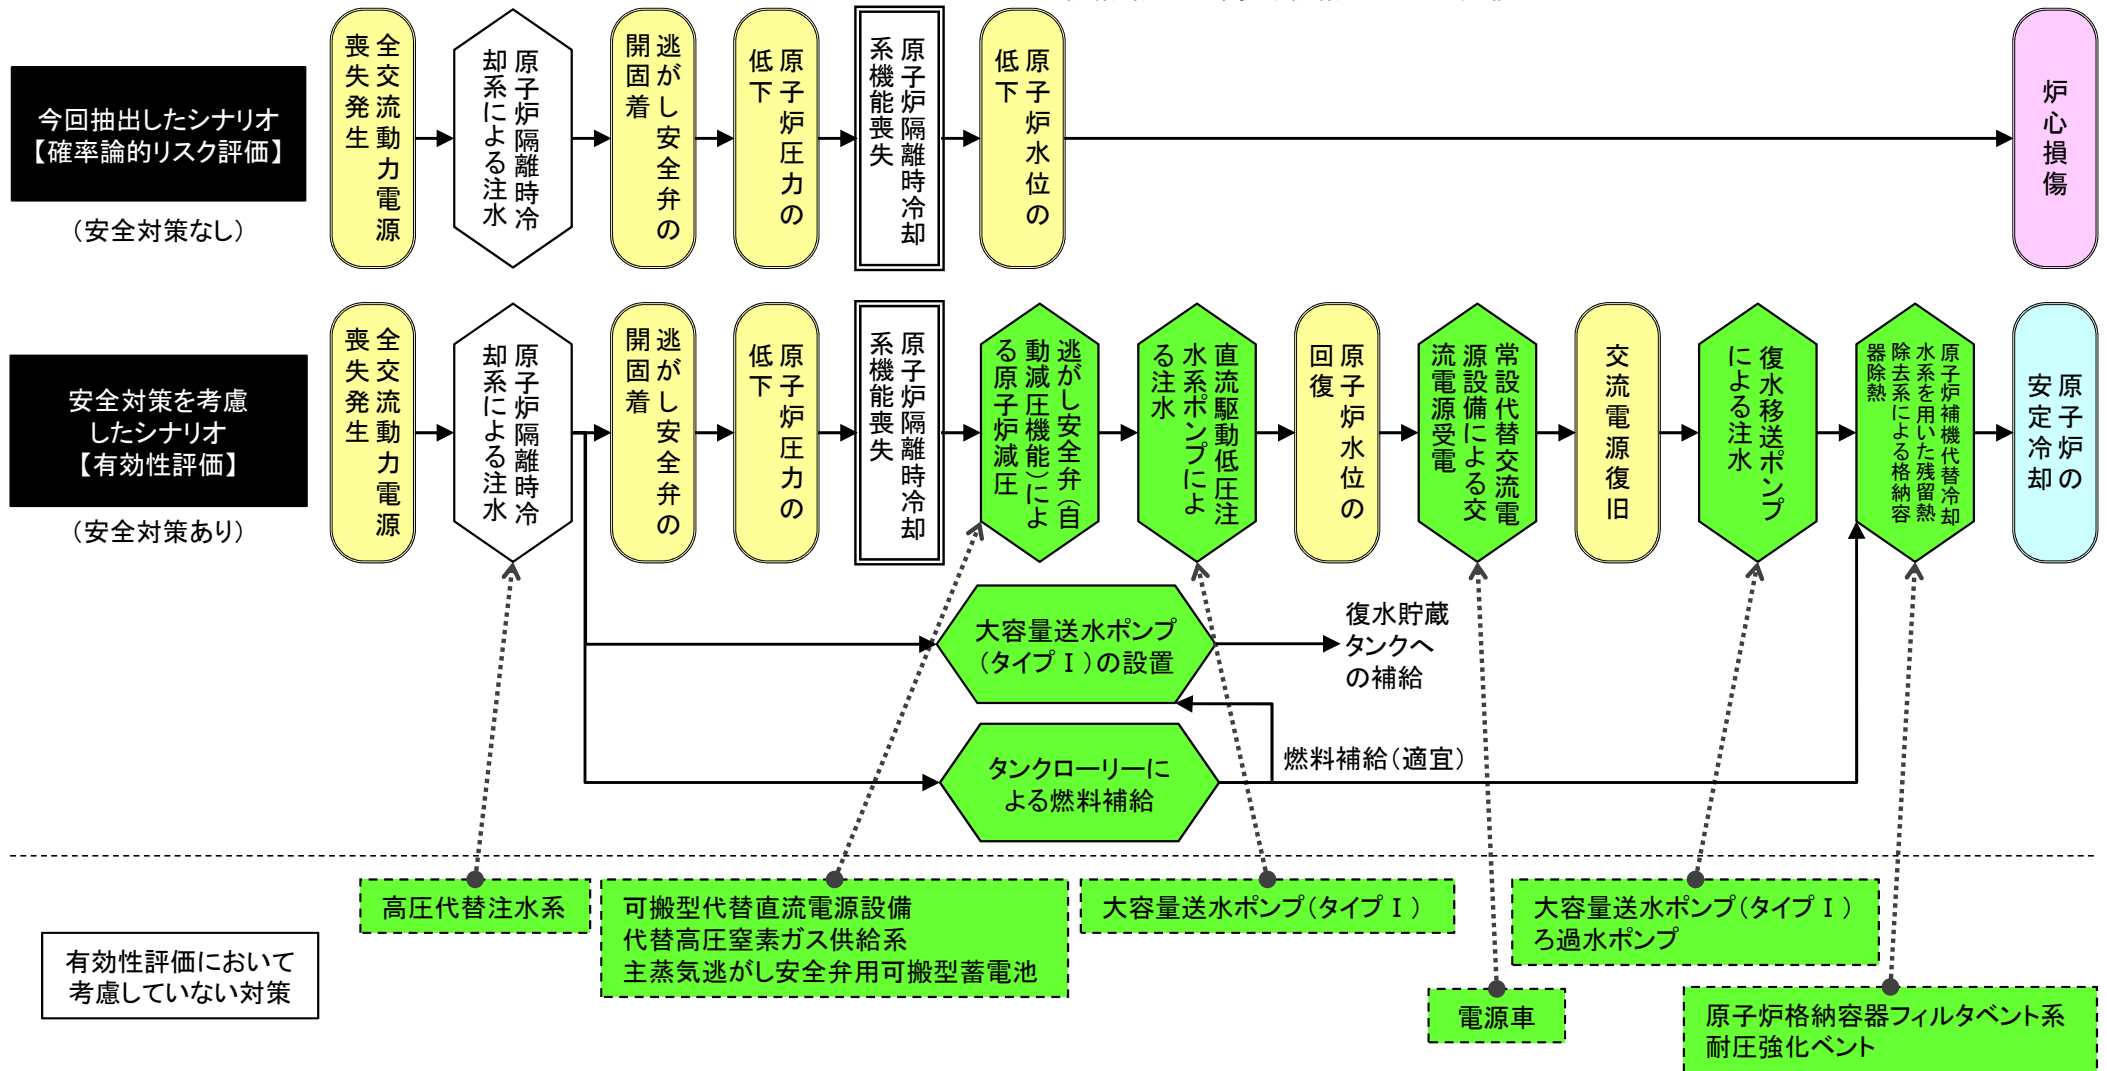 今回抽出したシナリオ
【確率論的リスク評価】
（安全対策なし）
全交流動力電源
喪失発生
原子炉隔離時冷
却系による注水
逃がし安全弁の
開固着
原子炉圧力の
低下
原子炉隔離時冷却
系機能喪失
原子炉水位の
低下
炉心損傷
安全対策を考慮
したシナリオ
【有効性評価】
（安全対策あり）
全交流動力電源
喪失発生
原子炉隔離時冷
却系による注水
逃がし安全弁の
開固着
原子炉圧力の
低下
原子炉隔離時冷却
系機能喪失
逃がし安全弁（自
動減圧機能）によ
る原子炉減圧
直流駆動低圧注
水系ポンプによ
る注水
原子炉水位の
回復
常設代替交流電
源設備による交
流電源受電
交流電源復旧
復水移送ポンプ
による注水
原子炉補機代替冷却
水系を用いた残留熱
除去系による格納容
器除熱
原子炉の
安定冷却
大容量送水ポンプ
（タイプⅠ）の設置
復水貯蔵
タンクへ
の補給
タンクローリーに
よる燃料補給
燃料補給（適宜）
有効性評価において
考慮していない対策
高圧代替注水系
可搬型代替直流電源設備
代替高圧窒素ガス供給系
主蒸気逃がし安全弁用可搬型蓄電池
大容量送水ポンプ（タイプⅠ）
電源車
大容量送水ポンプ（タイプⅠ）
ろ過水ポンプ
原子炉格納容器フィルタベント系
耐圧強化ベント